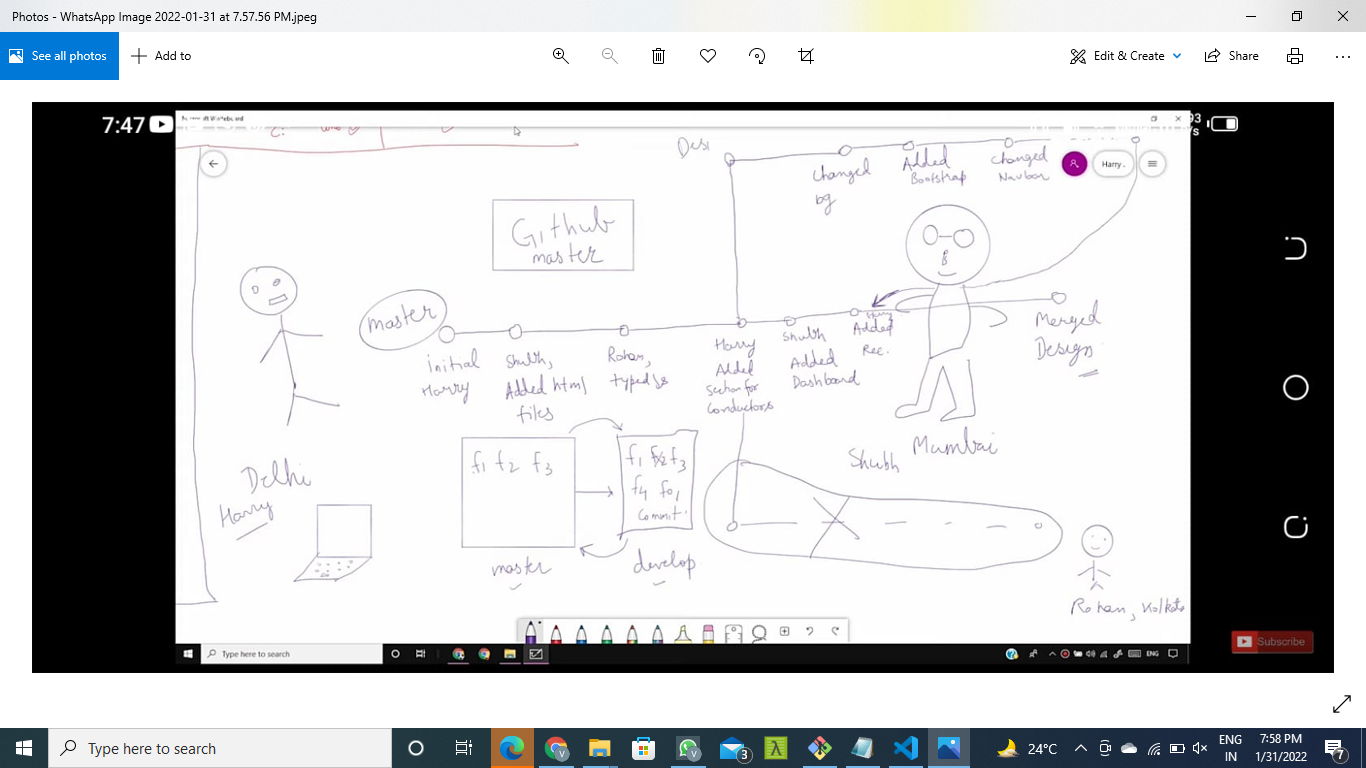 Photos - WhatsApp Image 2022-01-31 at 7.57.56 PM.jpeg
See all photos
Add to
Edit & Create
Share
7:47
Harry.
Changed
bg
Added
Bootstrap
Changed
Navbar
Github
master
master
initial
Harry
Shubh,
Added html
files
Rohan,
typed js
Harry
Added
Section for
Conductors
Shubh
Added
Dashboard
Harry
Added
Rec.
Merged
Design
f1 f2 f3
master
f1 f2 f3
f4 f01
Commit
develop
Delhi
Harry
Shubh
Mumbai
Rohan, Kolkata
Subscribe
Type here to search
ENG
Type here to search
3
24°C
ENG
IN
7:58 PM
1/31/2022
7